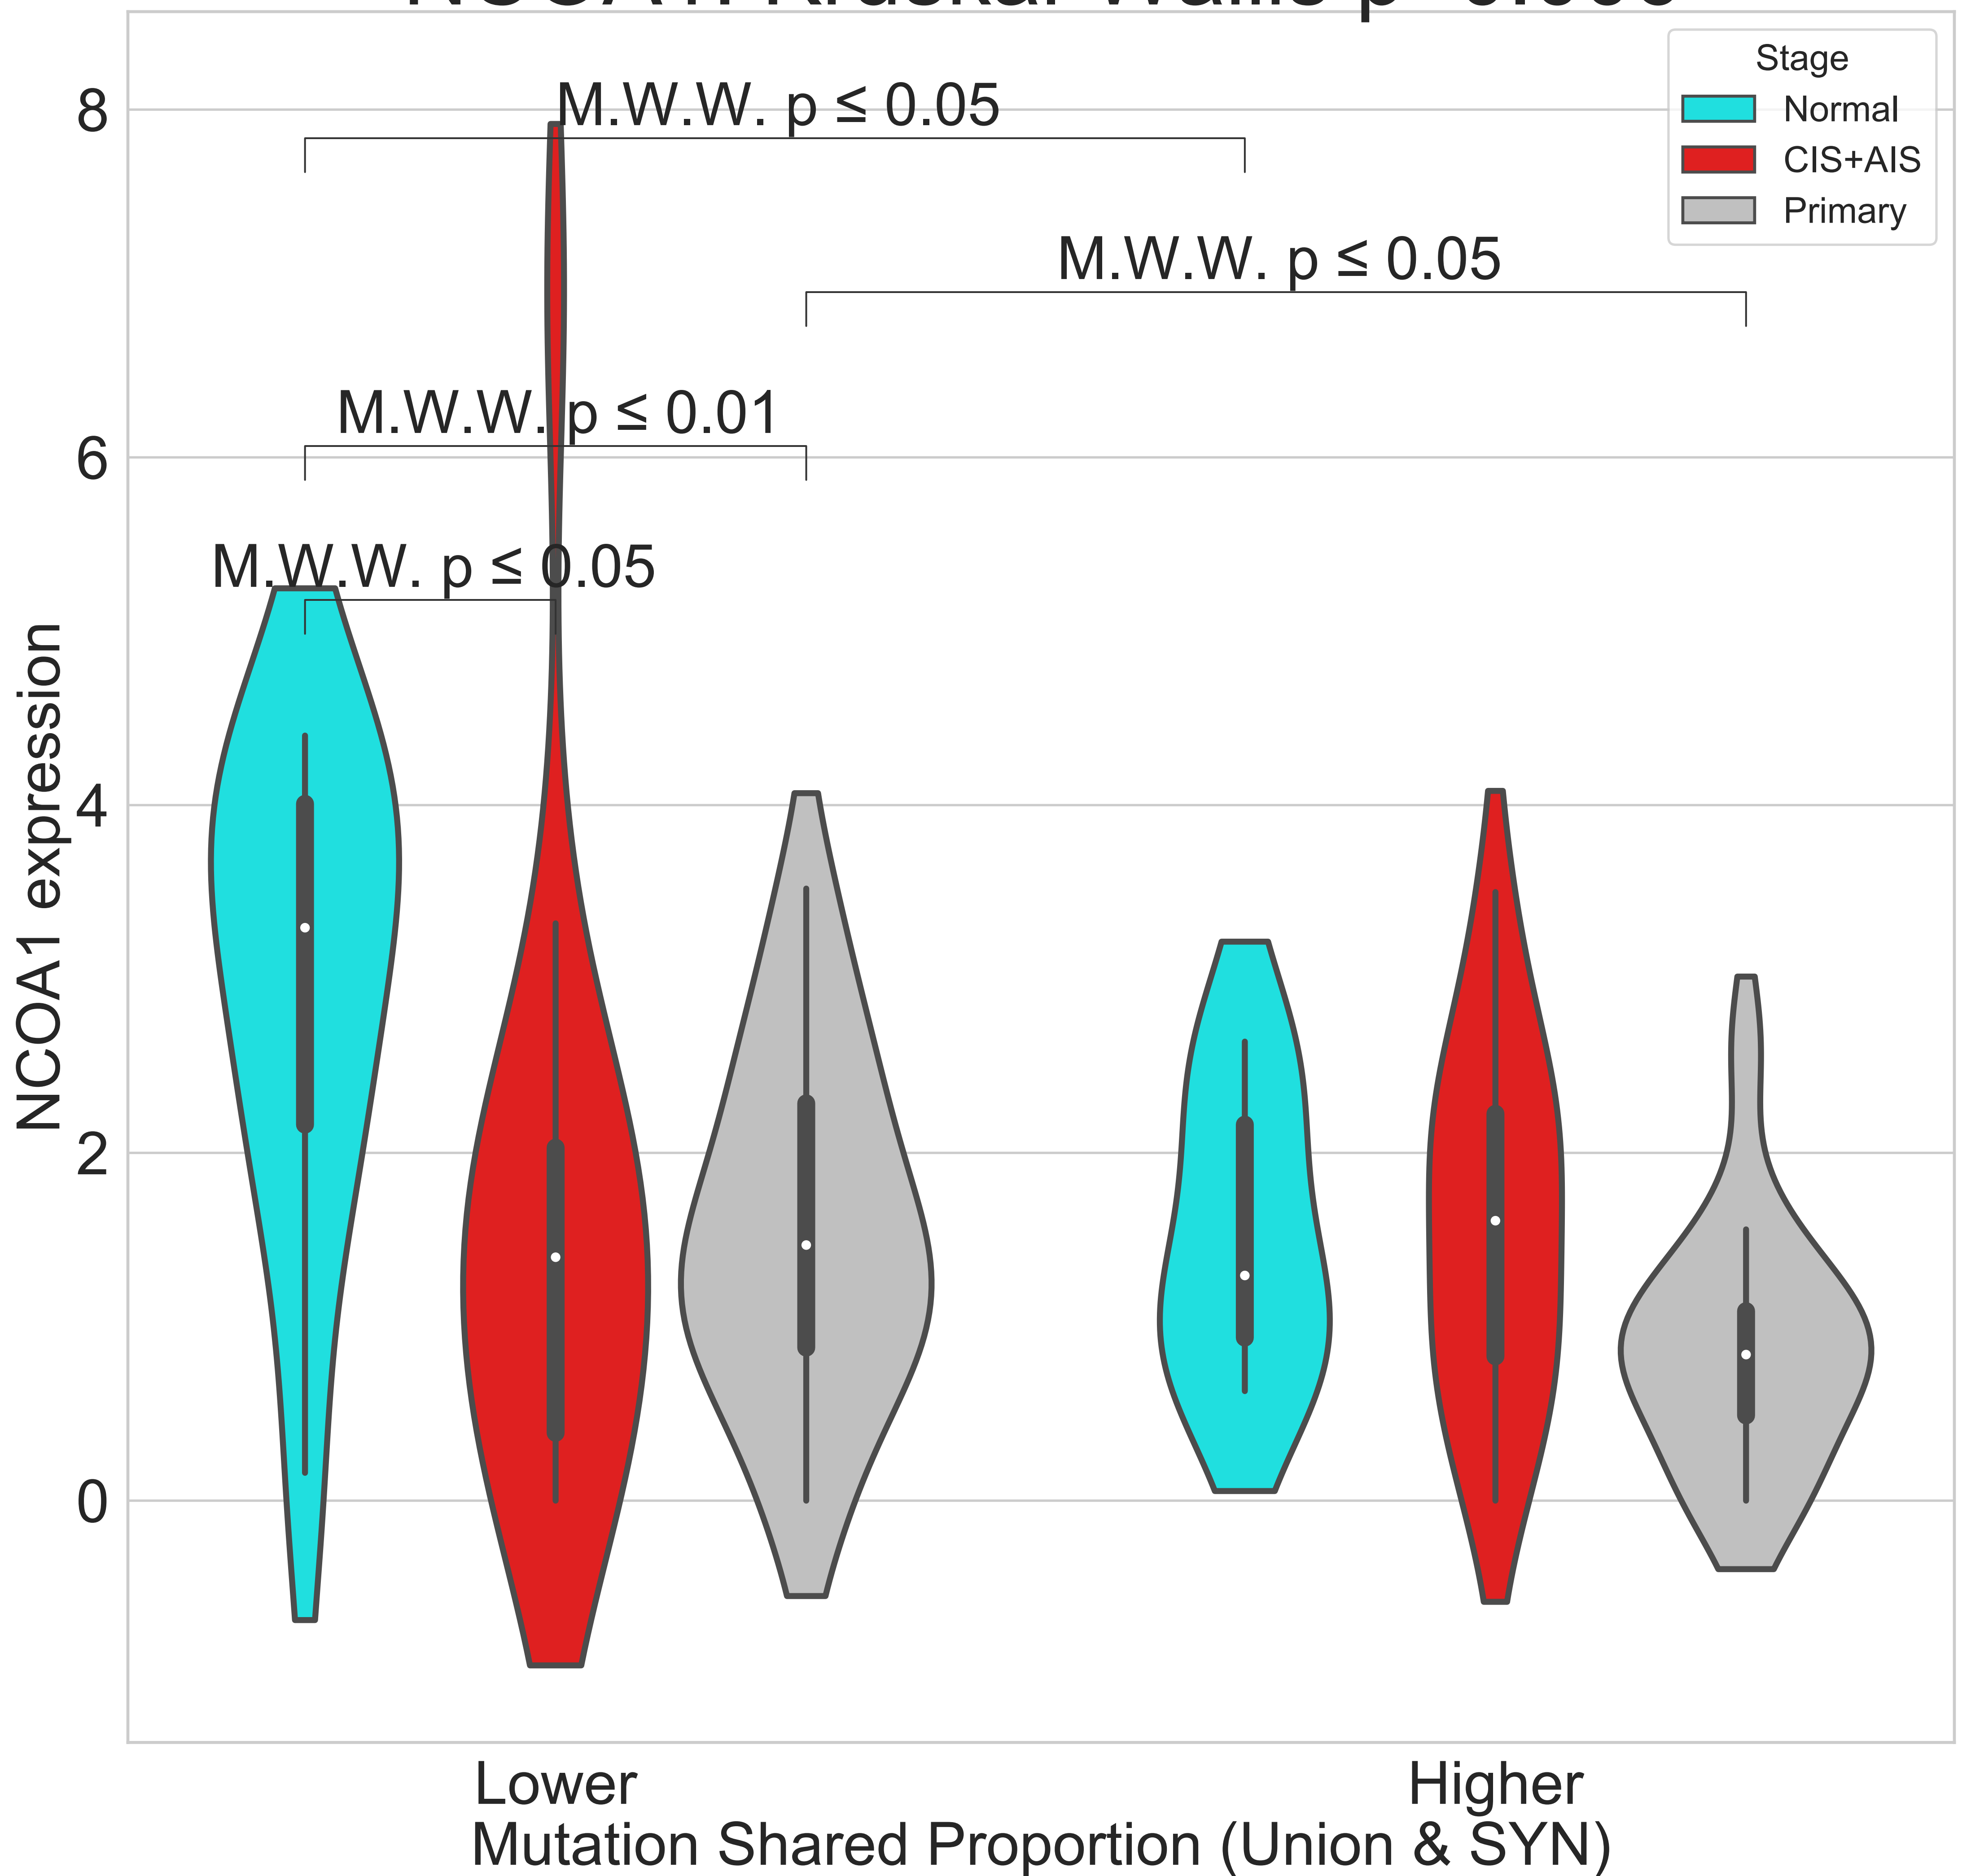 Stage
Normal
CIS+AIS
Primary
M.W.W. p ≤ 0.05
M.W.W. p ≤ 0.05
M.W.W. p ≤ 0.01
M.W.W. p ≤ 0.05
8
6
4
2
0
NCOA1 expression
Lower
Higher
Mutation Shared Proportion (Union & SYN)